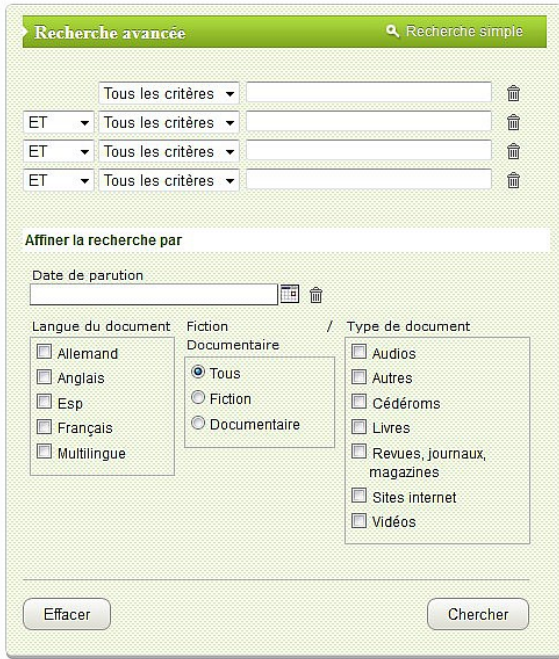 Recherche avancée Recherche simple
Tous les critères
ET Tous les critères
ET Tous les critères
ET Tous les critères
Affiner la recherche par
Date de parution
Langue du document
Allemand
Anglais
Esp
Français
Multilingue
Fiction /
Documentaire
Tous
Fiction
Documentaire
Type de document
Audios
Autres
Cédéroms
Livres
Revues, journaux,
magazines
Sites internet
Vidéos
Effacer Chercher